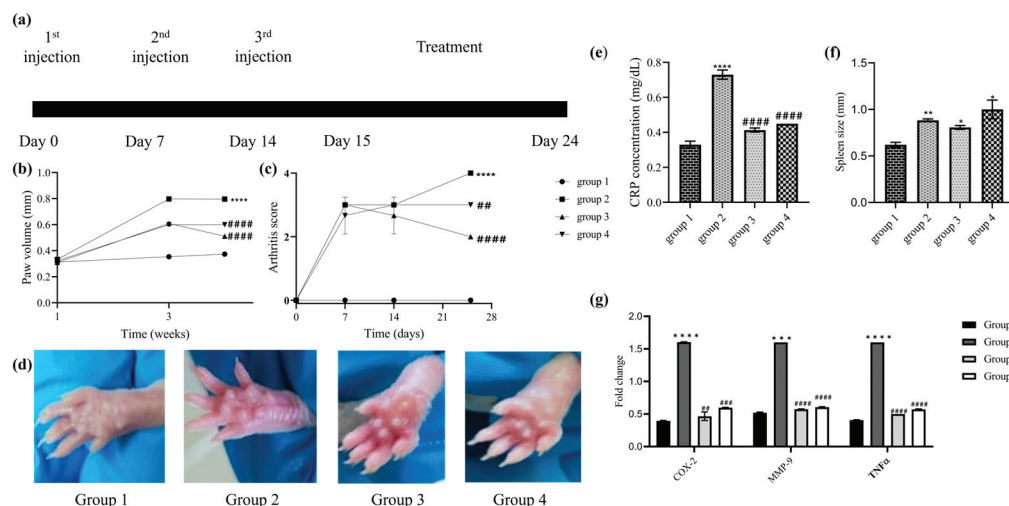 (a)
1st injection
2nd injection
3rd injection
Treatment
Day 0
Day 7
Day 14
Day 15
Day 24
(b)
Paw volume (mm)
1.0
0.8
0.6
0.4
0.2
0.0
****
####
####
1
3
Time (weeks)
(c)
Arthritis score
4
2
0
****
##
####
0
7
14
21
28
Time (days)
group 1
group 2
group 3
group 4
(d)
Group 1
Group 2
Group 3
Group 4
(e)
CRP concentration (mg/dL)
0.8
0.6
0.4
0.2
0.0
****
####
####
group 1
group 2
group 3
group 4
(f)
Spleen size (mm)
1.5
1.0
0.5
0.0
**
*
*
group 1
group 2
group 3
group 4
(g)
Fold change
2.0
1.5
1.0
0.5
0.0
****
##
###
***
####
####
****
####
####
COX-2
MMP-9
TNFα
Group
Group
Group
Group